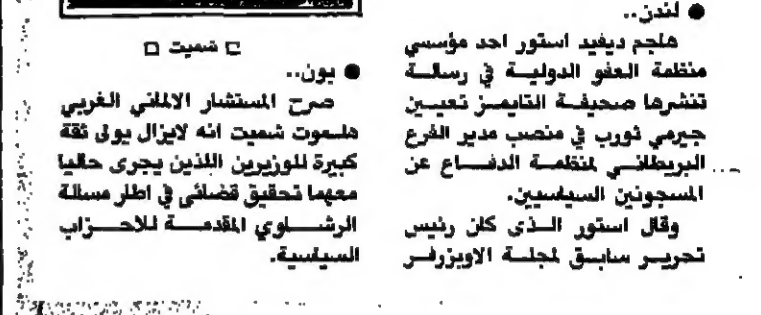 ● لندن..
هاجم ديفيد استور احد مؤسسي
منظمة العفو الدولية في رسالة
تنشرها صحيفة التايمز تعيين
جيرمي ثورب في منصب مدير الفرع
البريطاني لمنظمة الدفاع عن
المسجونين السياسيين.
وقال استور الذى كان رئيس
تحرير سابق لمجلة الاوبزرفر
□ شميت □
● بون..
صرح المستشار الالماني الغربي
هلموت شميت انه لايزال يولى ثقة
كبيرة للوزيرين اللذين يجرى حاليا
معهما تحقيق قضائى في اطار مسالة
الرشاوي المقدمة للاحزاب
السياسية.